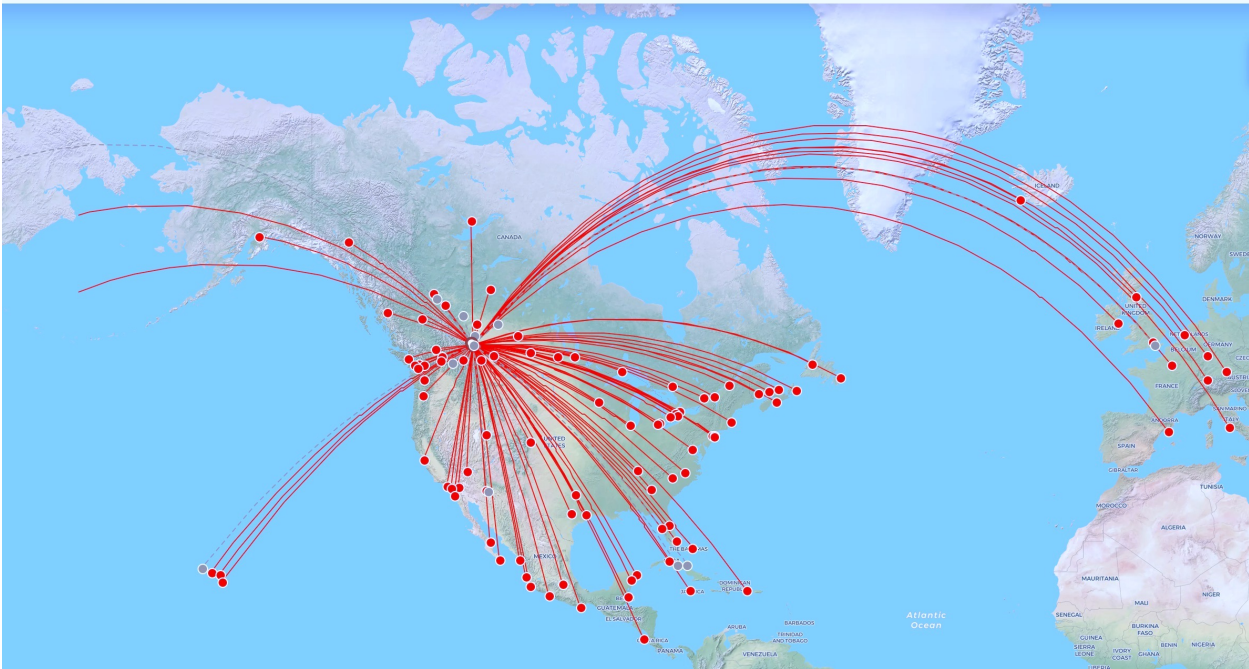 ICELAND
CANADA
NORWAY
DENMARK
UNITED
KINGDOM
IRELAND
GERMANY
BELGIUM
FRANCE
SAN MARINO
ITALY
ANDORRA
SPAIN
GIBRALTAR
UNITED
STATES
TUNISIA
MOROCCO
ALGERIA
MEXICO
THE BAHAMAS
MAURITANIA
DOMINICAN
REPUBLIC
NIGER
MALI
GUATEMALA
EL SALVADOR
Atlantic
Ocean
SENEGAL
BURKINA
FASO
ARUBA
BARBADOS
TRINIDAD
AND TOBAGO
GUINEA
SIERRA
LEONE
IVORY
COAST
GHANA
BENIN
NIGERIA
PANAMA
VENEZUELA
LIBERIA